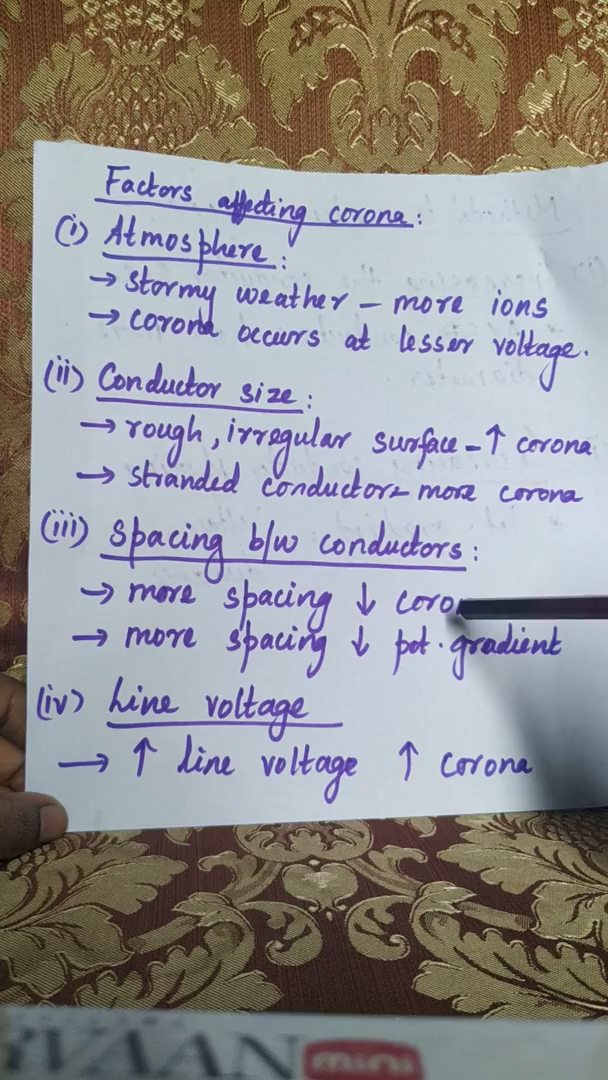 Factors affecting corona:
(i) Atmosphere:
→ stormy weather – more ions
→ corona occurs at lesser voltage.
(ii) Conductor size:
→ rough, irregular surface - ↑ corona
→ stranded conductor - more corona
(iii) Spacing b/w conductors:
→ more spacing ↓ coro
→ more spacing ↓ pot. gradient
(iv) Line voltage
→ ↑ line voltage ↑ corona
mini